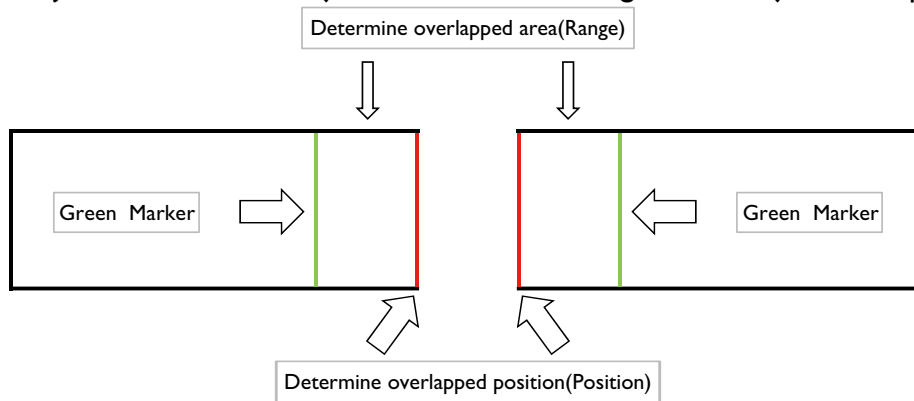 Determine overlapped area(Range)
Green Marker
Green Marker
Determine overlapped position(Position)